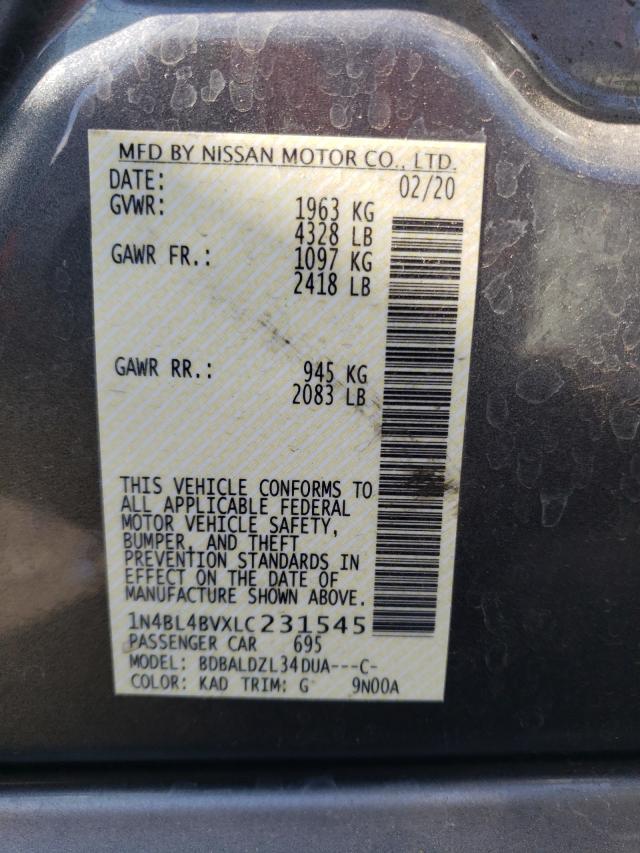 MFD BY NISSAN MOTOR CO., LTD.
DATE: 02/20
GVWR: 1963 KG
4328 LB
GAWR FR.: 1097 KG
2418 LB
GAWR RR.: 945 KG
2083 LB
THIS VEHICLE CONFORMS TO
ALL APPLICABLE FEDERAL
MOTOR VEHICLE SAFETY,
BUMPER, AND THEFT
PREVENTION STANDARDS IN
EFFECT ON THE DATE OF
MANUFACTURE SHOWN ABOVE.
1N4BL4BVXLC231545
PASSENGER CAR 695
MODEL: BDBALDZL34DUA---C-
COLOR: KAD TRIM: G 9N00A